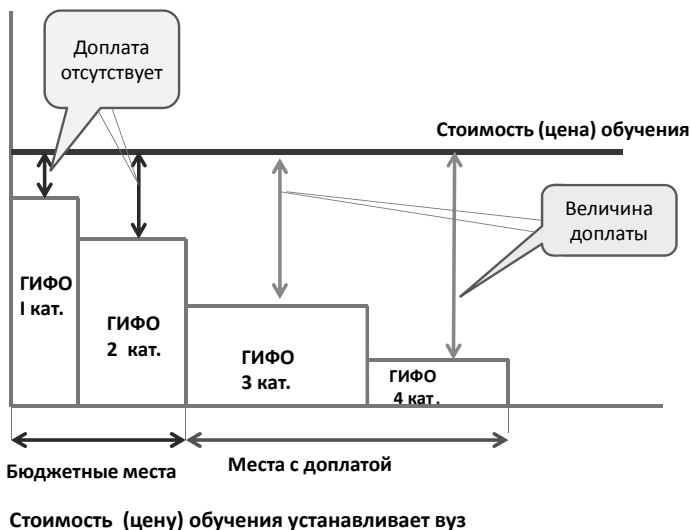 Доплата
отсутствует
Стоимость (цена) обучения
Величина
доплаты
ГИФО
I кат.
ГИФО
2 кат.
ГИФО
3 кат.
ГИФО
4 кат.
Бюджетные места
Места с доплатой
Стоимость (цену) обучения устанавливает вуз